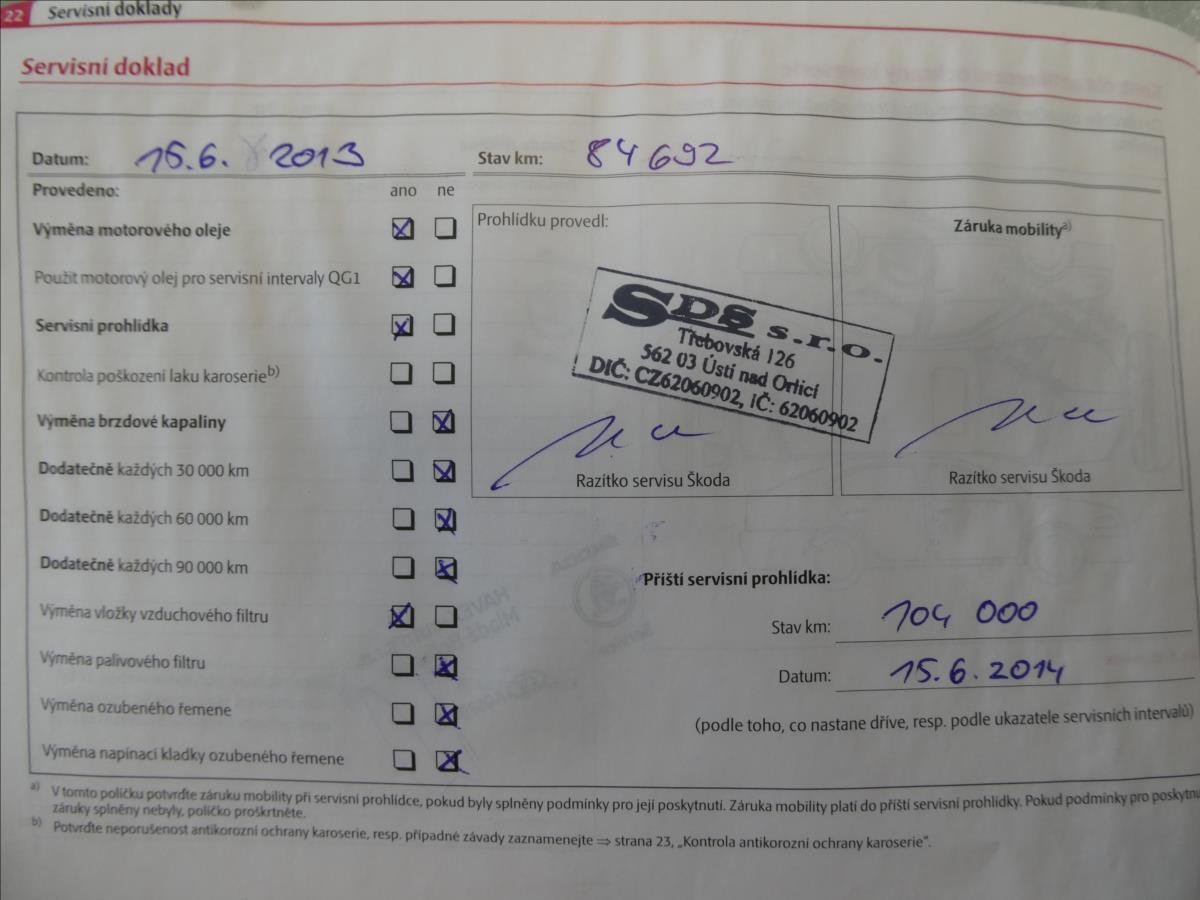 22 Servisní doklady
Servisní doklad
Datum: 15.6. 2013 Stav km: 84692
Provedeno: ano ne
Výměna motorového oleje
Použit motorový olej pro servisní intervaly QG1
Servisní prohlídka
Kontrola poškození laku karoserie b)
Výměna brzdové kapaliny
Dodatečně každých 30 000 km
Dodatečně každých 60 000 km
Dodatečně každých 90 000 km
Výměna vložky vzduchového filtru
Výměna palivového filtru
Výměna ozubeného řemene
Výměna napínací kladky ozubeného řemene
Prohlídku provedl:
SDS s.r.o.
Třebovská 126
562 03 Ústí nad Orlicí
DIČ: CZ62060902, IČ: 62060902
Razítko servisu Škoda
Záruka mobility a)
Razítko servisu Škoda
Příští servisní prohlídka:
Stav km: 104 000
Datum: 15.6.2014
(podle toho, co nastane dříve, resp. podle ukazatele servisních intervalů)
a) V tomto políčku potvrďte záruku mobility při servisní prohlídce, pokud byly splněny podmínky pro její poskytnutí. Záruka mobility platí do příští servisní prohlídky. Pokud podmínky pro poskytnu
záruky splněny nebyly, políčko proškrtněte.
b) Potvrďte neporušenost antikorozní ochrany karoserie, resp. případné závady zaznamenejte ⇒ strana 23, „Kontrola antikorozní ochrany karoserie“.